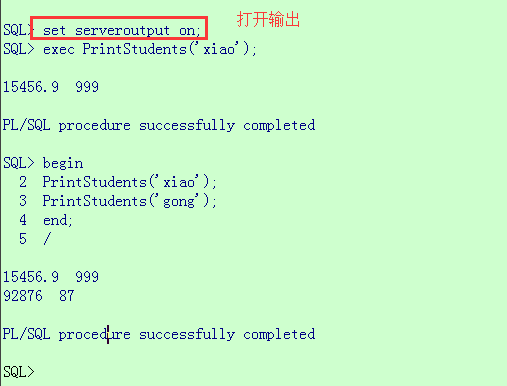 打开输出
SQL> set serveroutput on;
SQL> exec PrintStudents('xiao');
15456.9  999
PL/SQL procedure successfully completed
SQL> begin
  2  PrintStudents('xiao');
  3  PrintStudents('gong');
  4  end;
  5  /
15456.9  999
92876  87
PL/SQL procedure successfully completed
SQL>